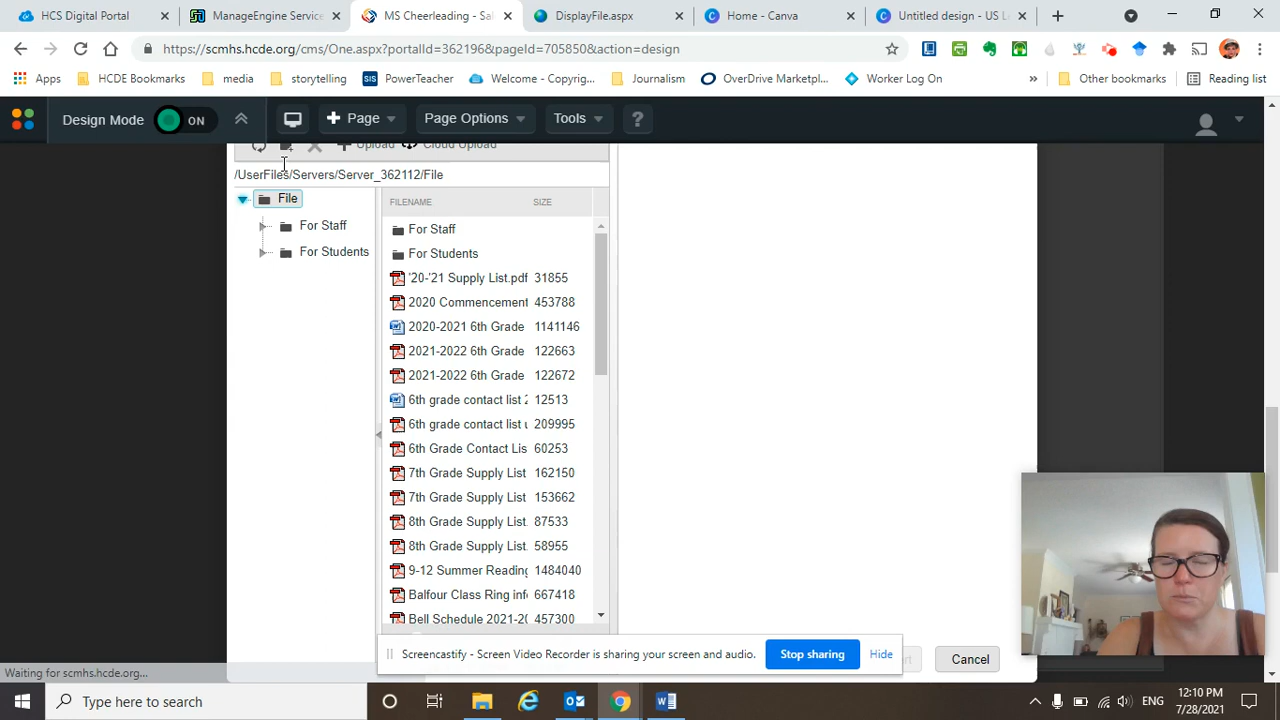 HCS Digital Portal
ManageEngine Service
MS Cheerleading - Sal
DisplayFile.aspx
Home - Canva
Untitled design - US L
https://scmhs.hcde.org/cms/One.aspx?portalId=362196&pageId=705850&action=design
Apps
HCDE Bookmarks
media
storytelling
SIS
PowerTeacher
Welcome - Copyrig...
Journalism
OverDrive Marketpl...
Worker Log On
»
Other bookmarks
Reading list
Design Mode
ON
Page
Page Options
Tools
?
Upload
Cloud Upload
/UserFiles/Servers/Server_362112/File
File
For Staff
For Students
FILENAME
SIZE
For Staff
For Students
'20-'21 Supply List.pdf 31855
2020 Commencement 453788
2020-2021 6th Grade 1141146
2021-2022 6th Grade 122663
2021-2022 6th Grade 122672
6th grade contact list 2 12513
6th grade contact list u 209995
6th Grade Contact Lis 60253
7th Grade Supply List 162150
7th Grade Supply List 153662
8th Grade Supply List. 87533
8th Grade Supply List. 58955
9-12 Summer Reading 1484040
Balfour Class Ring info 667418
Bell Schedule 2021-20 457300
Screencastify - Screen Video Recorder is sharing your screen and audio.
Stop sharing
Hide
Cancel
Waiting for scmhs.hcde.org...
Type here to search
ENG
12:10 PM
7/28/2021